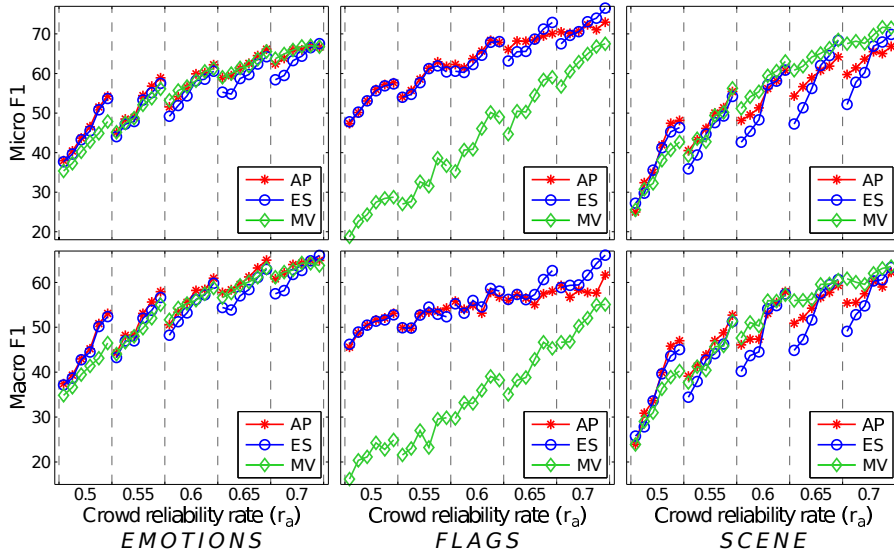 Micro F1
70
60
50
40
30
20
AP
ES
MV
AP
ES
MV
AP
ES
MV
Macro F1
60
50
40
30
20
AP
ES
MV
AP
ES
MV
AP
ES
MV
0.5 0.55 0.6 0.65 0.7
0.5 0.55 0.6 0.65 0.7
0.5 0.55 0.6 0.65 0.7
Crowd reliability rate (r_a)
Crowd reliability rate (r_a)
Crowd reliability rate (r_a)
EMOTIONS
FLAGS
SCENE